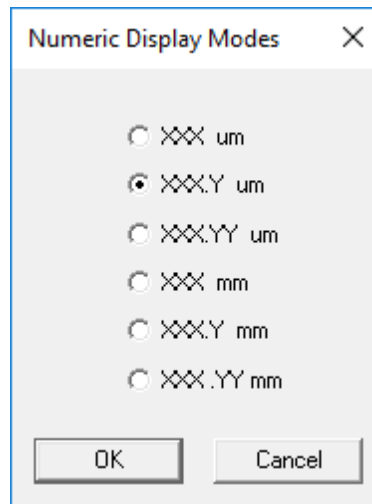 Numeric Display Modes
XXX um
XXX.Y um
XXX.YY um
XXX mm
XXX.Y mm
XXX .YY mm
OK Cancel